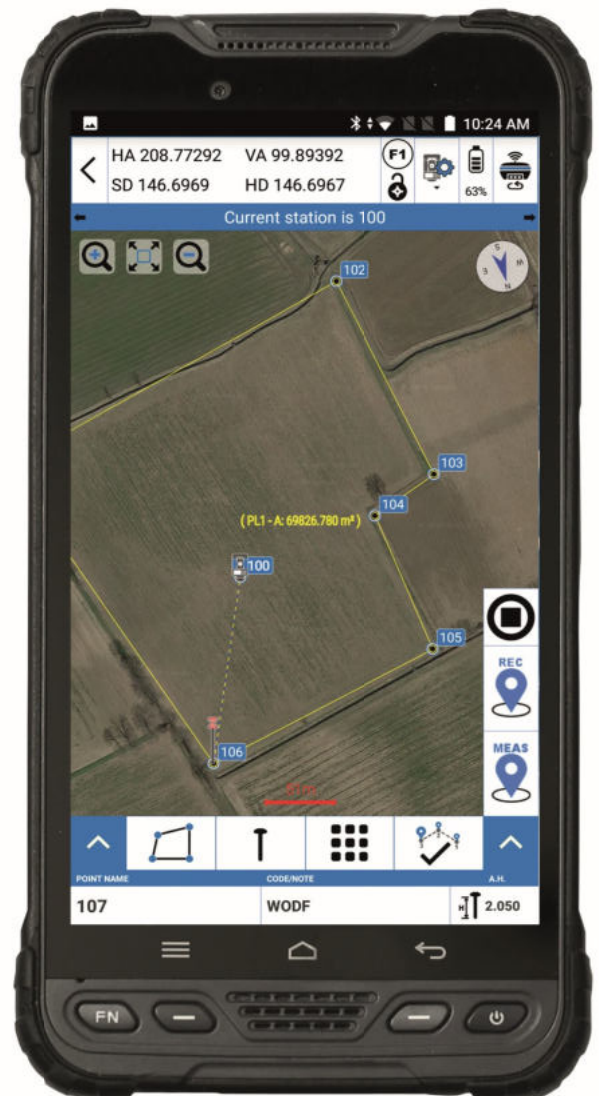 10:24 AM
HA 208.77292 VA 99.89392
F1
SD 146.6969 HD 146.6967
63%
Current station is 100
S
E W
N
102
103
104
( PL1 - A: 69826.780 m² )
100
105
REC
106
MEAS
POINT NAME CODE/NOTE A.H.
107 WODF H 2.050
FN